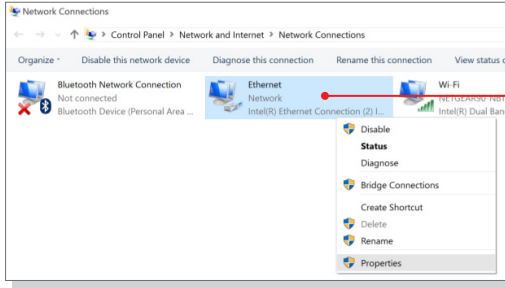 Network Connections
Control Panel > Network and Internet > Network Connections
Organize Disable this network device Diagnose this connection Rename this connection View status
Bluetooth Network Connection
Not connected
Bluetooth Device (Personal Area ...
Ethernet
Network
Intel(R) Ethernet Connection (2) I...
Wi-Fi
Intel(R) Dual Ban
Disable
Status
Diagnose
Bridge Connections
Create Shortcut
Delete
Rename
Properties